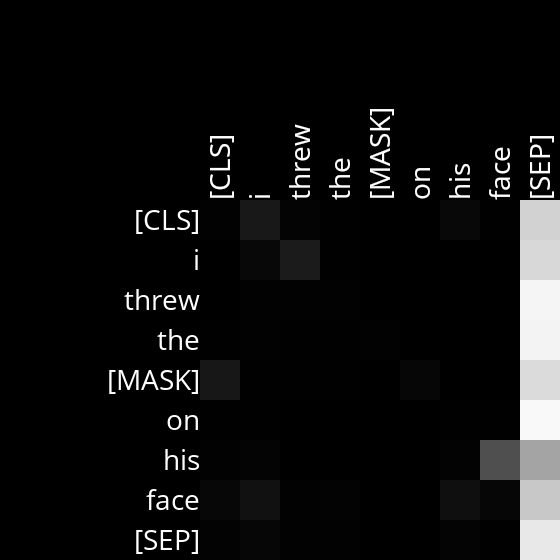 [CLS] i threw the [MASK] on his face [SEP]
[CLS]
i
threw
the
[MASK]
on
his
face
[SEP]